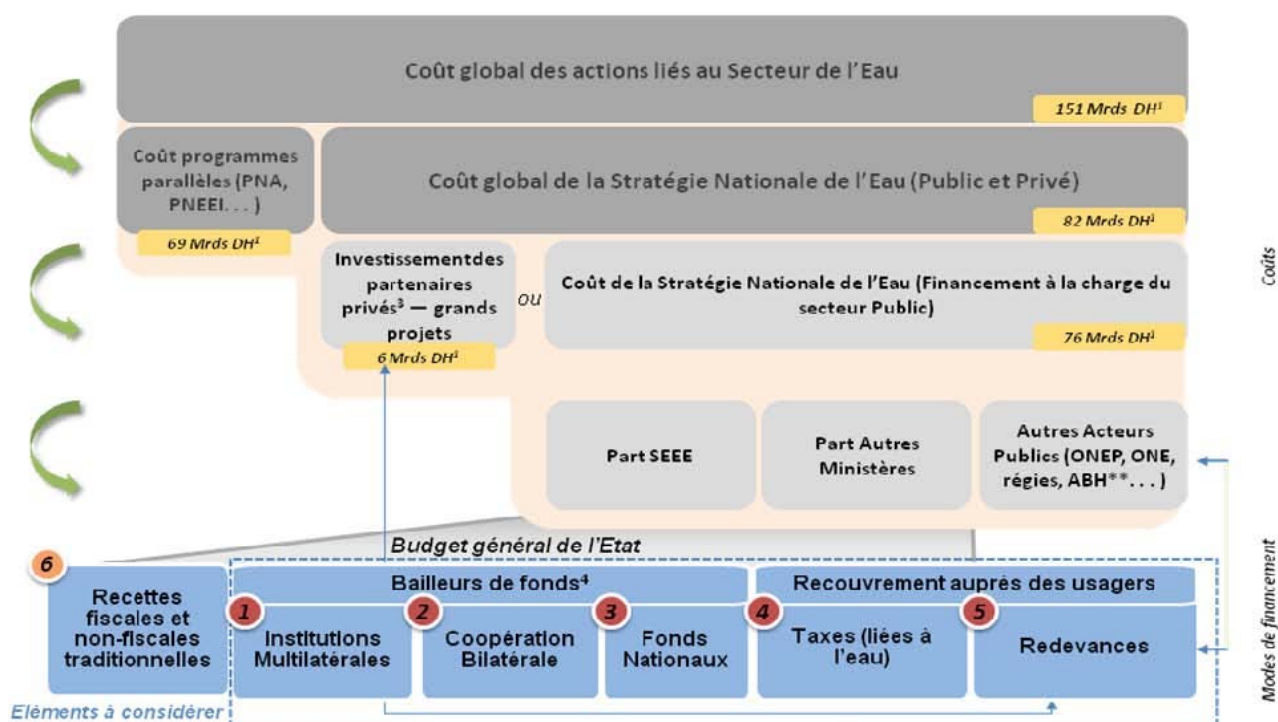 Coût global des actions liés au Secteur de l'Eau
151 Mrds DH¹
Coût programmes
parallèles (PNA,
PNEEI. . . )
69 Mrds DH¹
Coût global de la Stratégie Nationale de l'Eau (Public et Privé)
82 Mrds DH¹
Investissementdes
partenaires
privés³ — grands
projets
6 Mrds DH¹
ou
Coût de la Stratégie Nationale de l'Eau (Financement à la charge du
secteur Public)
76 Mrds DH¹
Coûts
Part SEEE
Part Autres
Ministères
Autres Acteurs
Publics (ONEP, ONE,
régies, ABH**. . . )
Budget général de l'Etat
6
Recettes
fiscales et
non-fiscales
traditionnelles
Bailleurs de fonds⁴
Recouvrement auprès des usagers
1
Institutions
Multilatérales
2
Coopération
Bilatérale
3
Fonds
Nationaux
4
Taxes (liées à
l'eau)
5
Redevances
Modes de financement
Eléments à considérer